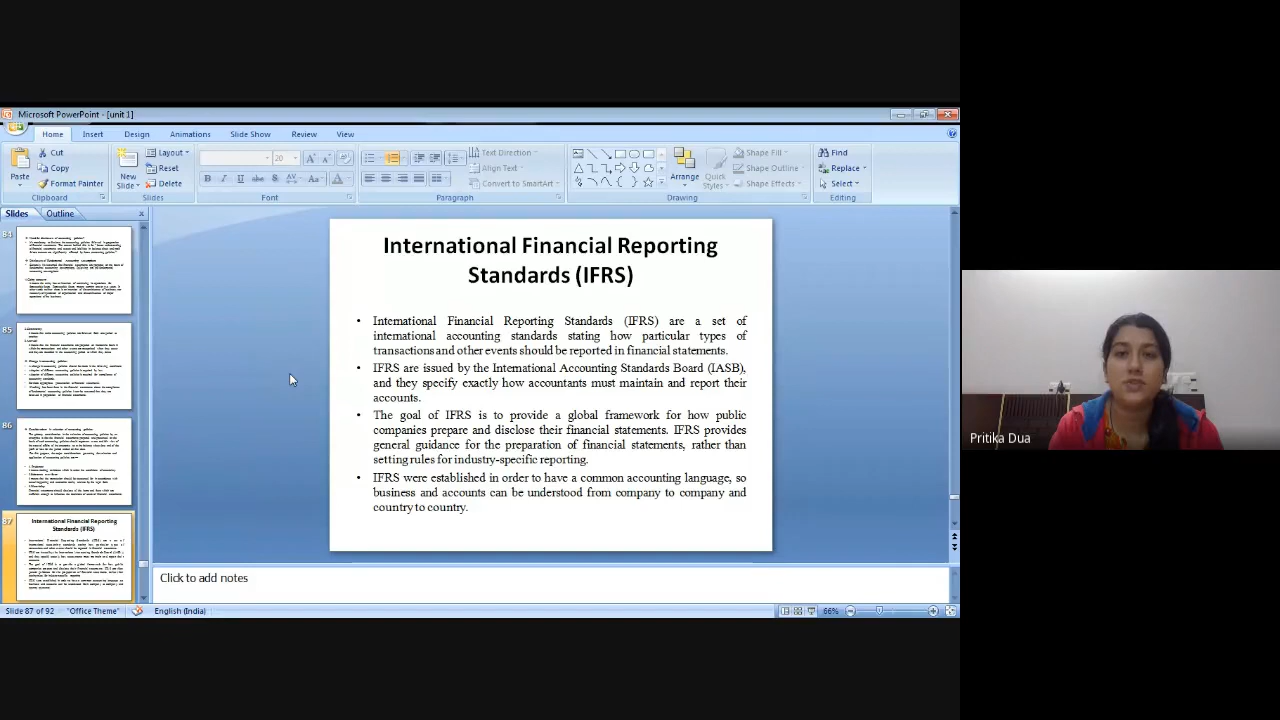 Microsoft PowerPoint - [unit 1]
Home Insert Design Animations Slide Show Review View
Paste
Cut
Copy
Format Painter
Clipboard
New
Slide
Layout
Reset
Delete
Slides
20
Font
Text Direction
Align Text
Convert to SmartArt
Paragraph
Arrange
Quick
Styles
Shape Fill
Shape Outline
Shape Effects
Drawing
Find
Replace
Select
Editing
Slides Outline
84
85
86
87
International Financial Reporting
Standards (IFRS)
International Financial Reporting
Standards (IFRS)
• International Financial Reporting Standards (IFRS) are a set of
international accounting standards stating how particular types of
transactions and other events should be reported in financial statements.
• IFRS are issued by the International Accounting Standards Board (IASB),
and they specify exactly how accountants must maintain and report their
accounts.
• The goal of IFRS is to provide a global framework for how public
companies prepare and disclose their financial statements. IFRS provides
general guidance for the preparation of financial statements, rather than
setting rules for industry-specific reporting.
• IFRS were established in order to have a common accounting language, so
business and accounts can be understood from company to company and
country to country.
Click to add notes
Slide 87 of 92 "Office Theme" English (India) 66%
Pritika Dua